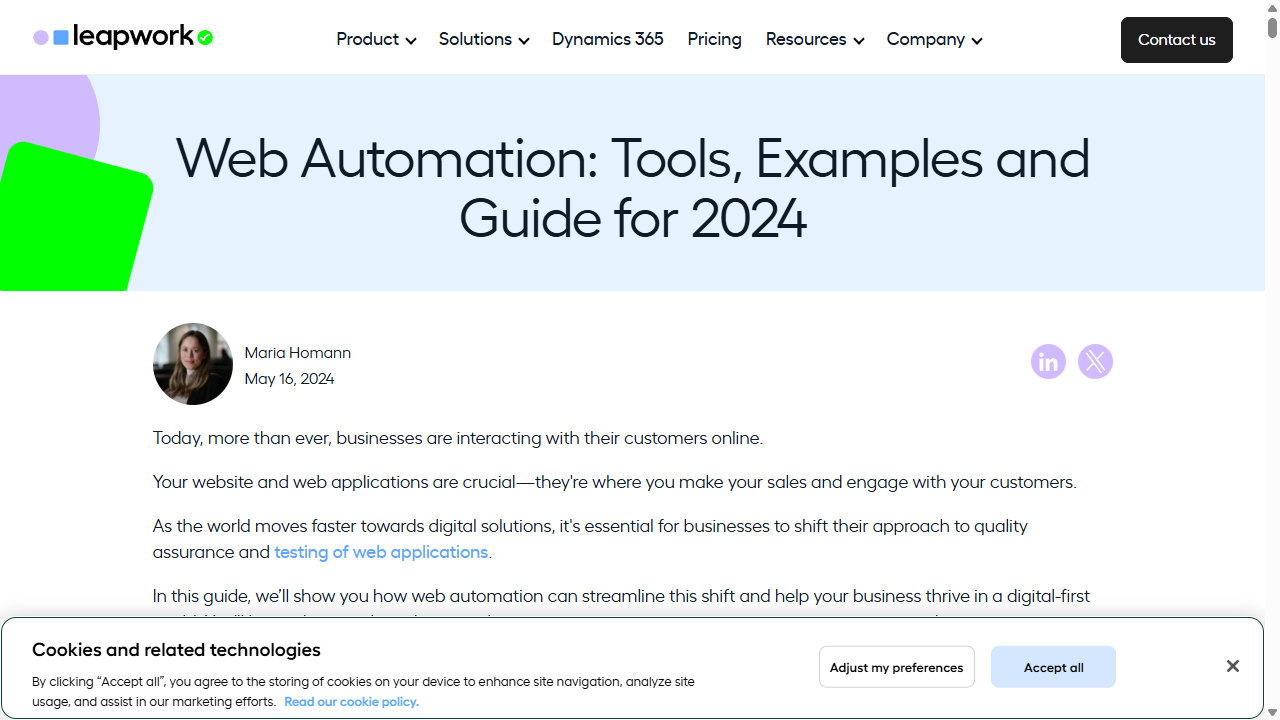 leapwork
Product
Solutions
Dynamics 365
Pricing
Resources
Company
Contact us
Web Automation: Tools, Examples and
Guide for 2024
Maria Homann
May 16, 2024
Today, more than ever, businesses are interacting with their customers online.
Your website and web applications are crucial—they're where you make your sales and engage with your customers.
As the world moves faster towards digital solutions, it's essential for businesses to shift their approach to quality
assurance and testing of web applications.
In this guide, we’ll show you how web automation can streamline this shift and help your business thrive in a digital-first
Cookies and related technologies
By clicking “Accept all”, you agree to the storing of cookies on your device to enhance site navigation, analyze site
usage, and assist in our marketing efforts. Read our cookie policy.
Adjust my preferences
Accept all